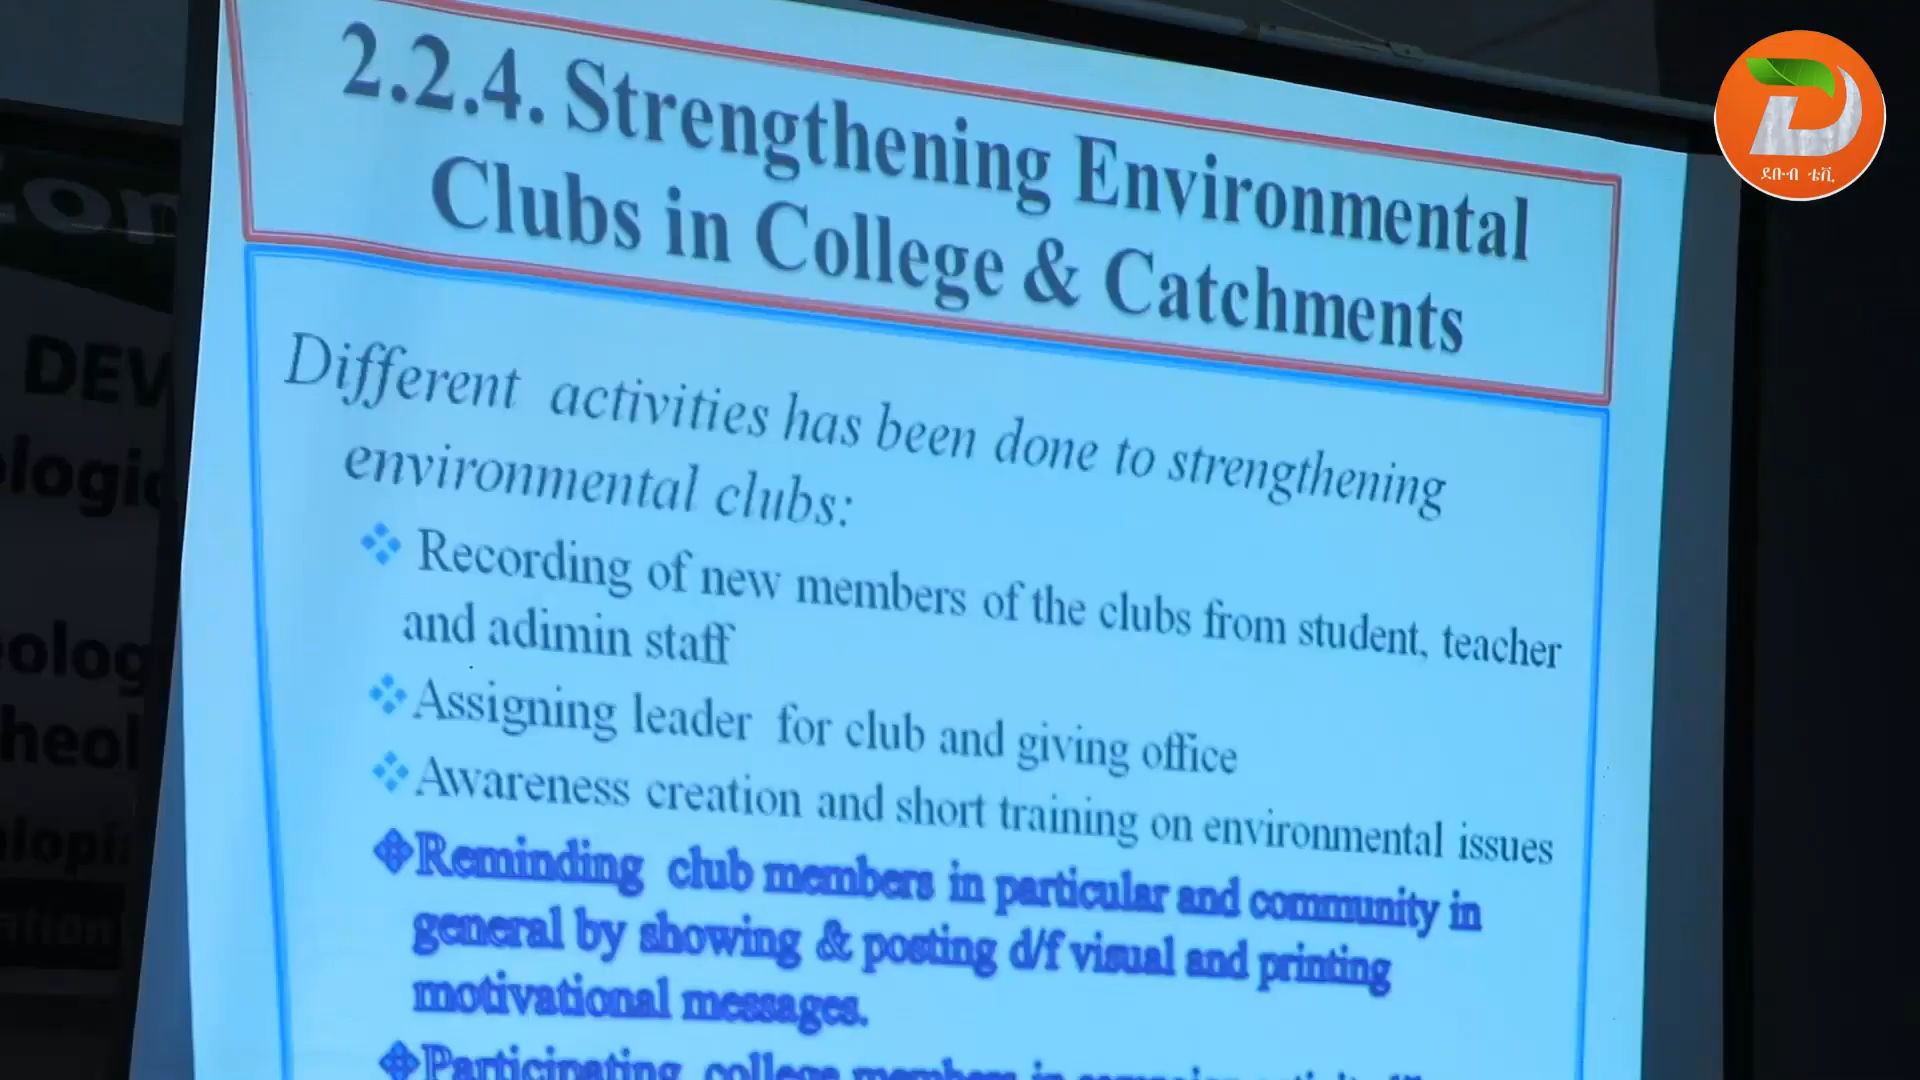 2.2.4. Strengthening Environmental
Clubs in College & Catchments
Different activities has been done to strengthening
environmental clubs:
Recording of new members of the clubs from student, teacher
and adimin staff
Assigning leader for club and giving office
Awareness creation and short training on environmental issues
Reminding club members in particular and community in
general by showing & posting d/f visual and printing
motivational messages.
Participating college members in
ደቡብ ቴቪ
DEV